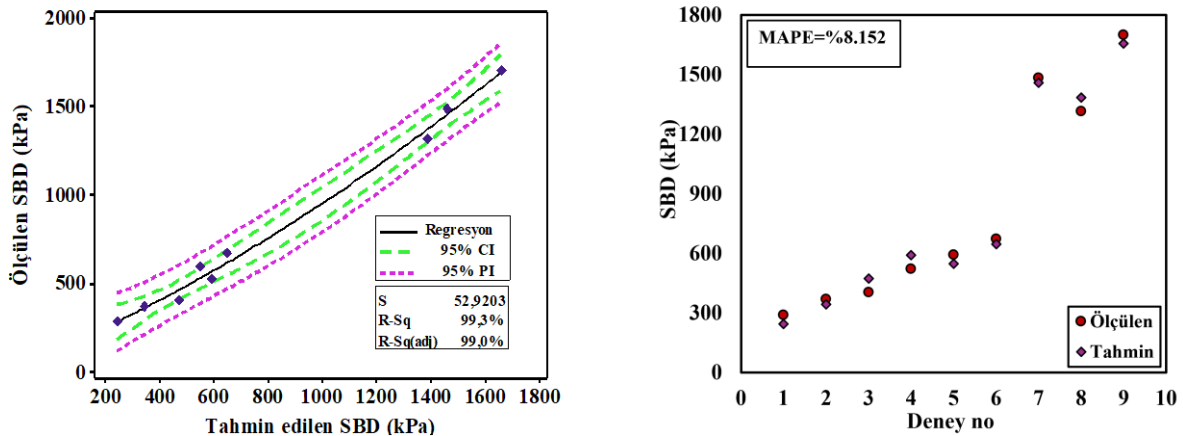 2000
1500
1000
500
0
Ölçülen SBD (kPa)
Regresyon
95% CI
95% PI
S 52,9203
R-Sq 99,3%
R-Sq(adj) 99,0%
200 400 600 800 1000 1200 1400 1600 1800
Tahmin edilen SBD (kPa)
1800
1500
1200
900
600
300
0
SBD (kPa)
MAPE=%8.152
Ölçülen
Tahmin
0 1 2 3 4 5 6 7 8 9 10
Deney no